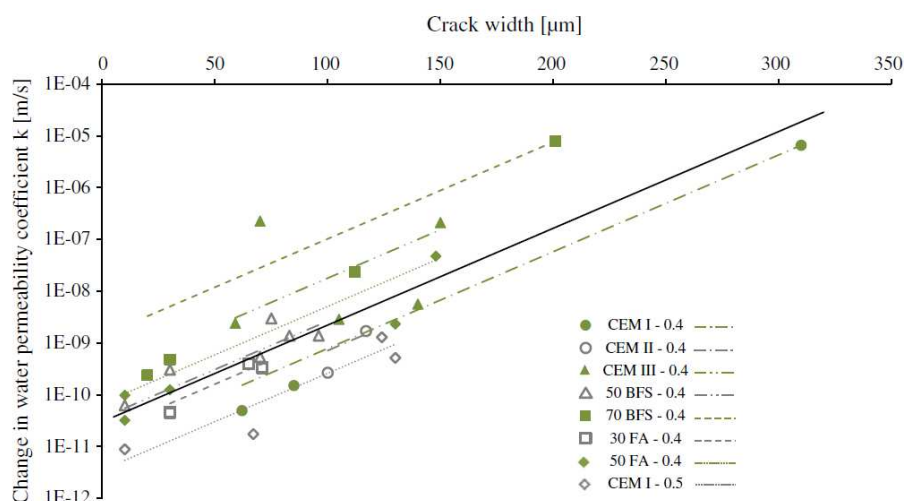 Crack width [µm]
0 50 100 150 200 250 300 350
Change in water permeability coefficient k [m/s]
1E-04
1E-05
1E-06
1E-07
1E-08
1E-09
1E-10
1E-11
1E-12
CEM I - 0.4
CEM II - 0.4
CEM III - 0.4
50 BFS - 0.4
70 BFS - 0.4
30 FA - 0.4
50 FA - 0.4
CEM I - 0.5